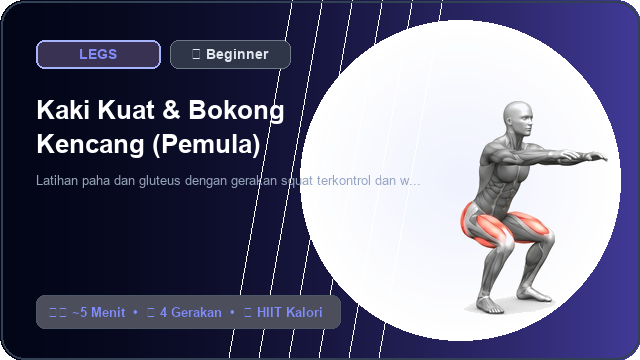 LEGS
Beginner
Kaki Kuat & Bokong
Kencang (Pemula)
Latihan paha dan gluteus dengan gerakan squat terkontrol dan w...
~5 Menit • 4 Gerakan • HIIT Kalori